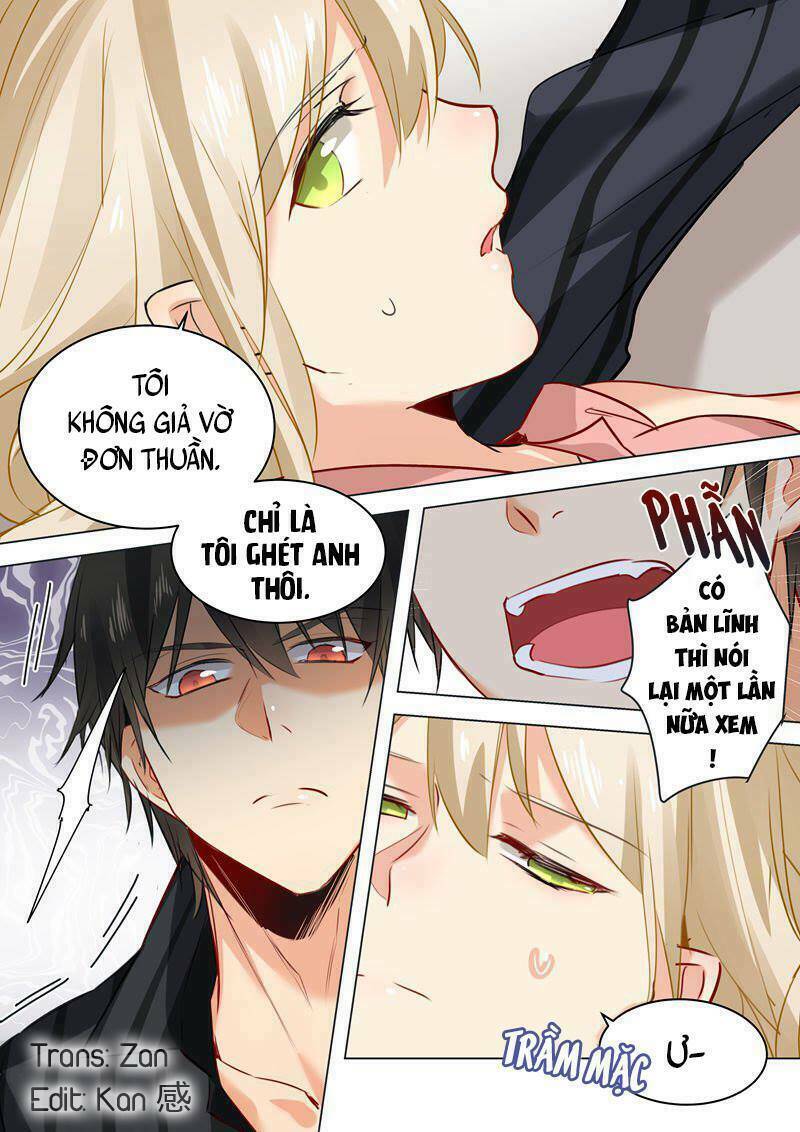 TÔI
KHÔNG GIẢ VỜ
ĐƠN THUẦN.
CHỈ LÀ
TÔI GHÉT ANH
THÔI.
PHẪN
CÓ
BẢN LĨNH
THÌ NÓI
LẠI MỘT LẦN
NỮA XEM
!
TRẦM MẶC
Ư-
Trans: Zan
Edit: Kan 感